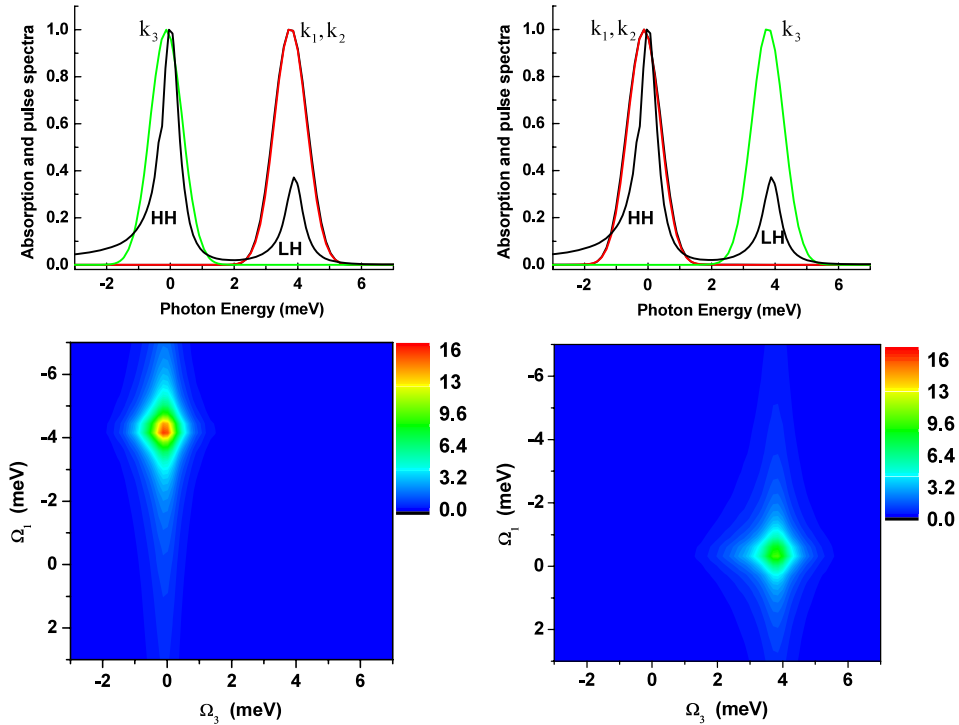 Absorption and pulse spectra
1.0
0.8
0.6
0.4
0.2
0.0
k3
k1, k2
HH
LH
-2 0 2 4 6
Photon Energy (meV)
Absorption and pulse spectra
1.0
0.8
0.6
0.4
0.2
0.0
k1, k2
k3
HH
LH
-2 0 2 4 6
Photon Energy (meV)
Ω1 (meV)
-6
-4
-2
0
2
-2 0 2 4 6
Ω3 (meV)
16
13
9.6
6.4
3.2
0.0
Ω1 (meV)
-6
-4
-2
0
2
-2 0 2 4 6
Ω3 (meV)
16
13
9.6
6.4
3.2
0.0